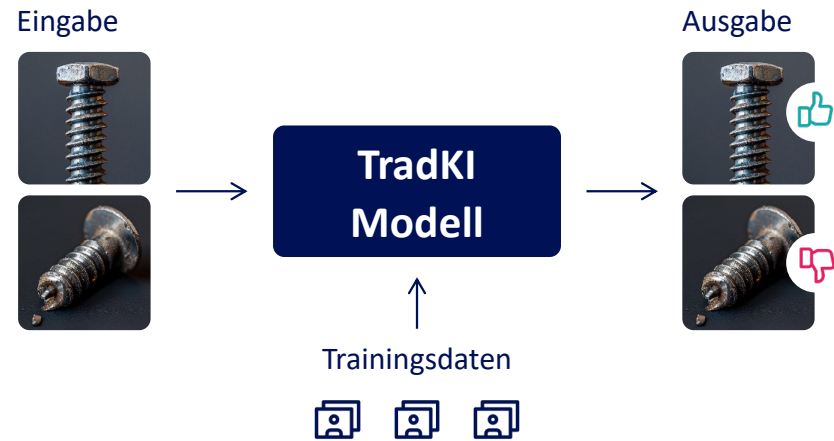 Eingabe
Ausgabe
TradKI
Modell
Trainingsdaten